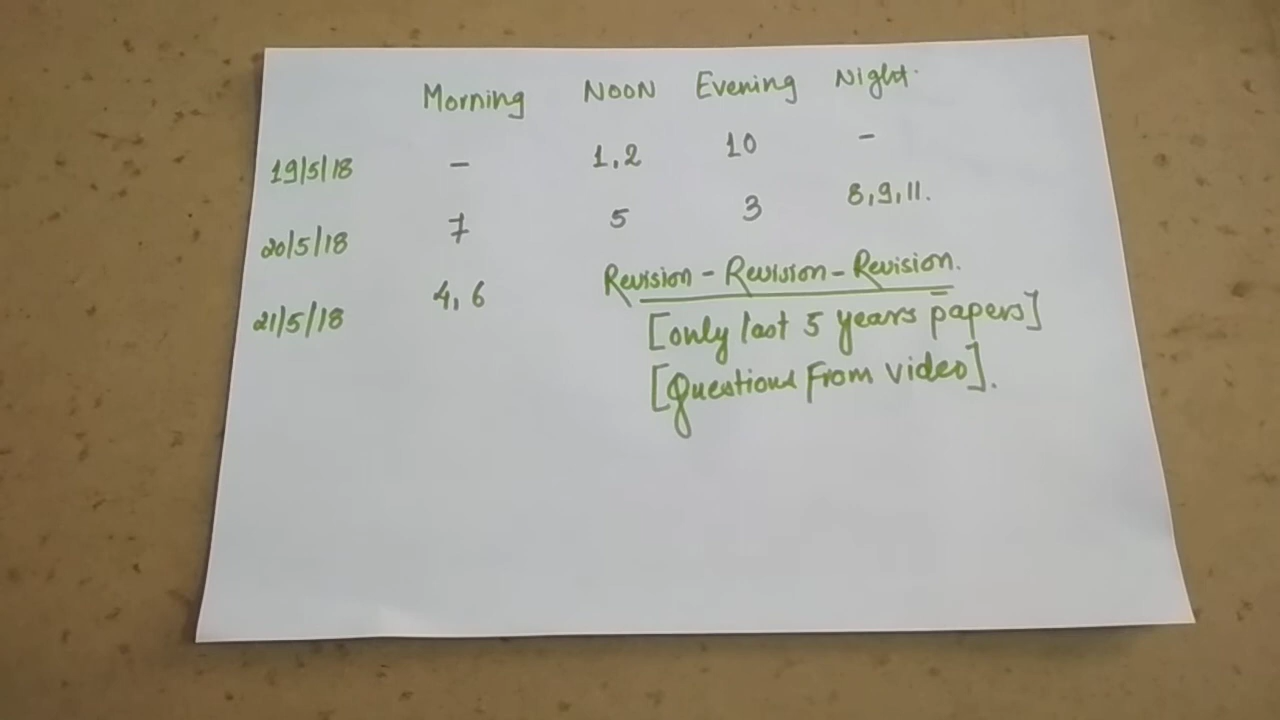 Morning NOON Evening Night.
19/5/18 - 1,2 10 -
20/5/18 7 5 3 8,9,11.
21/5/18 4,6 Revision - Revision - Revision.
[only last 5 years papers]
[Questions From video].